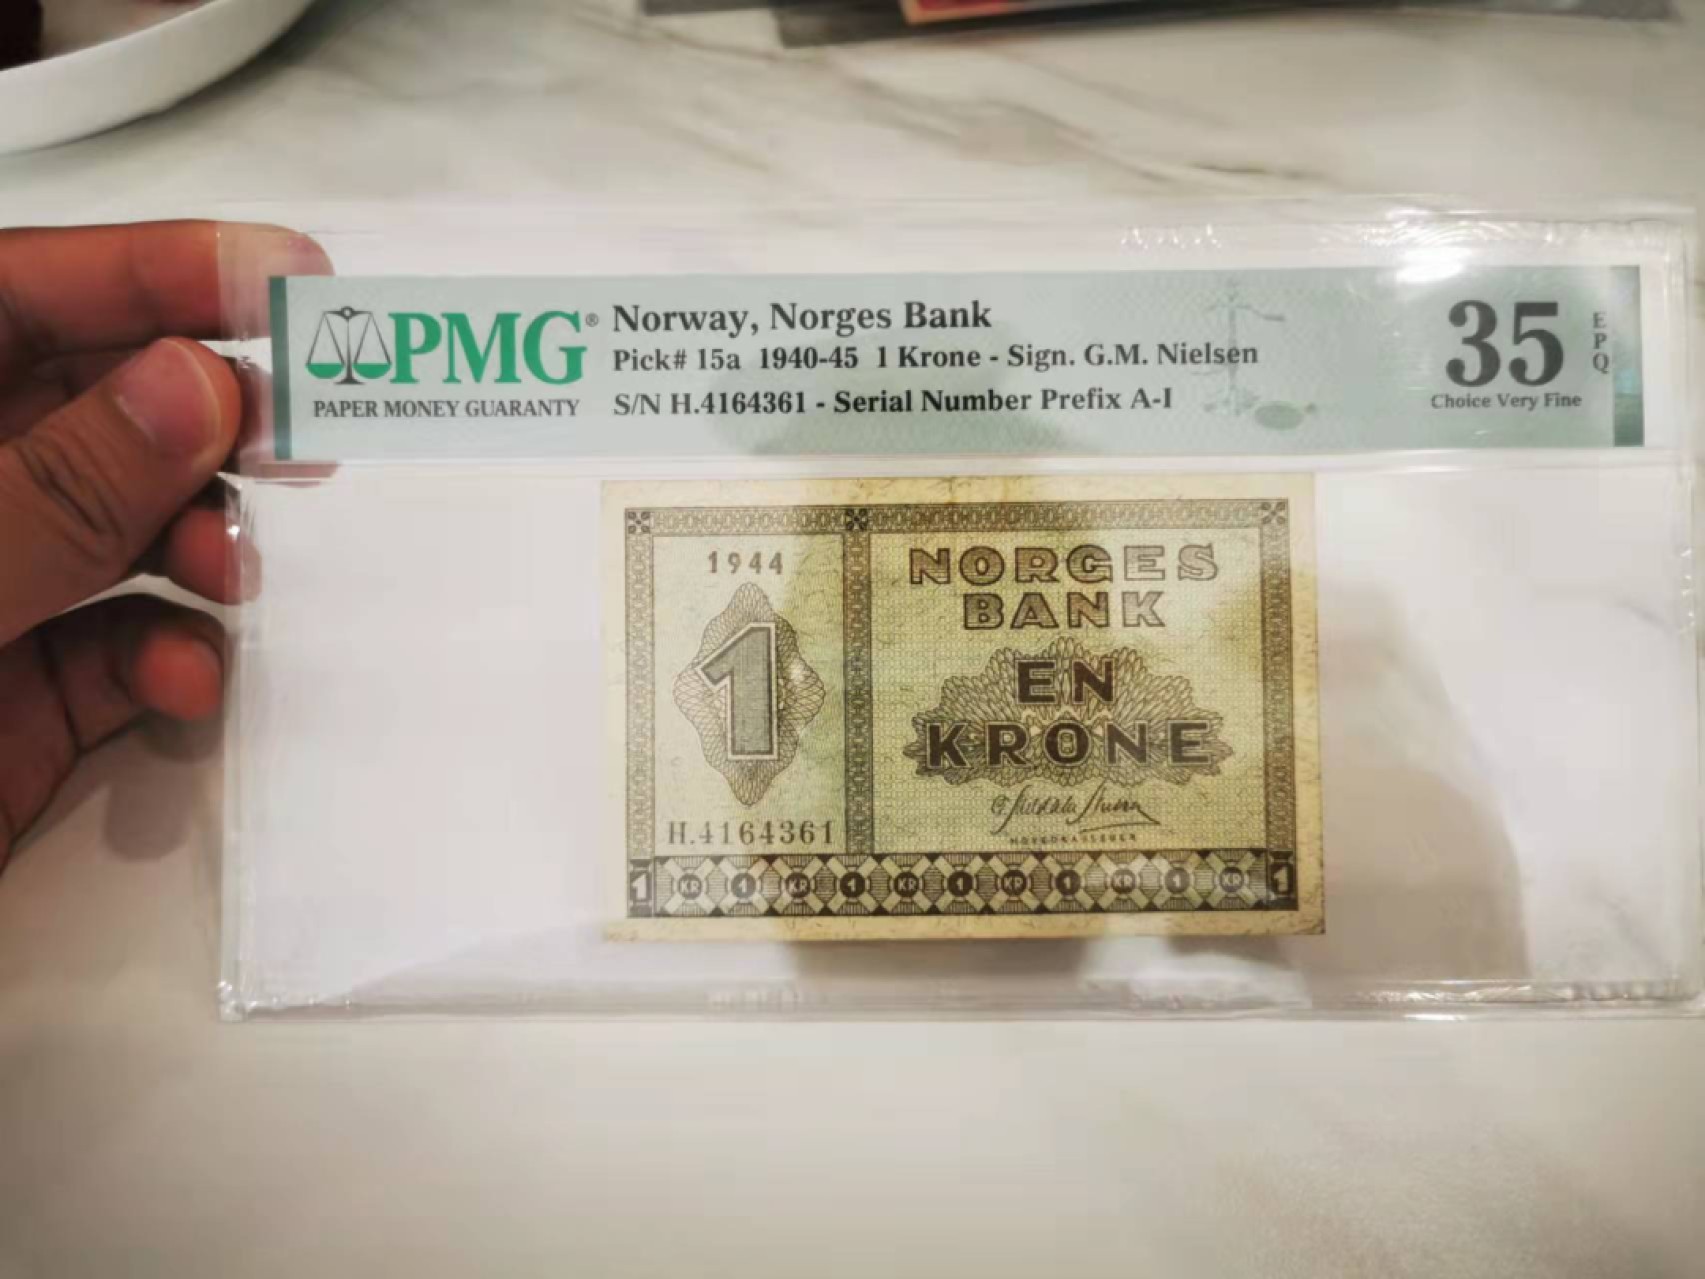 PMG®
PAPER MONEY GUARANTY
Norway, Norges Bank
Pick# 15a 1940-45 1 Krone - Sign. G.M. Nielsen
S/N H.4164361 - Serial Number Prefix A-I
35
EPQ
Choice Very Fine
1944
1
H.4164361
NORGES
BANK
EN
KRONE
HOVEDKASSERER
1 KR 1 KR 1 KR 1 KR 1 KR 1 KR 1